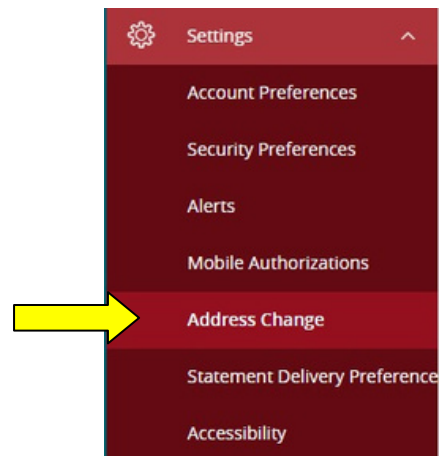 Settings
Account Preferences
Security Preferences
Alerts
Mobile Authorizations
Address Change
Statement Delivery Preference
Accessibility